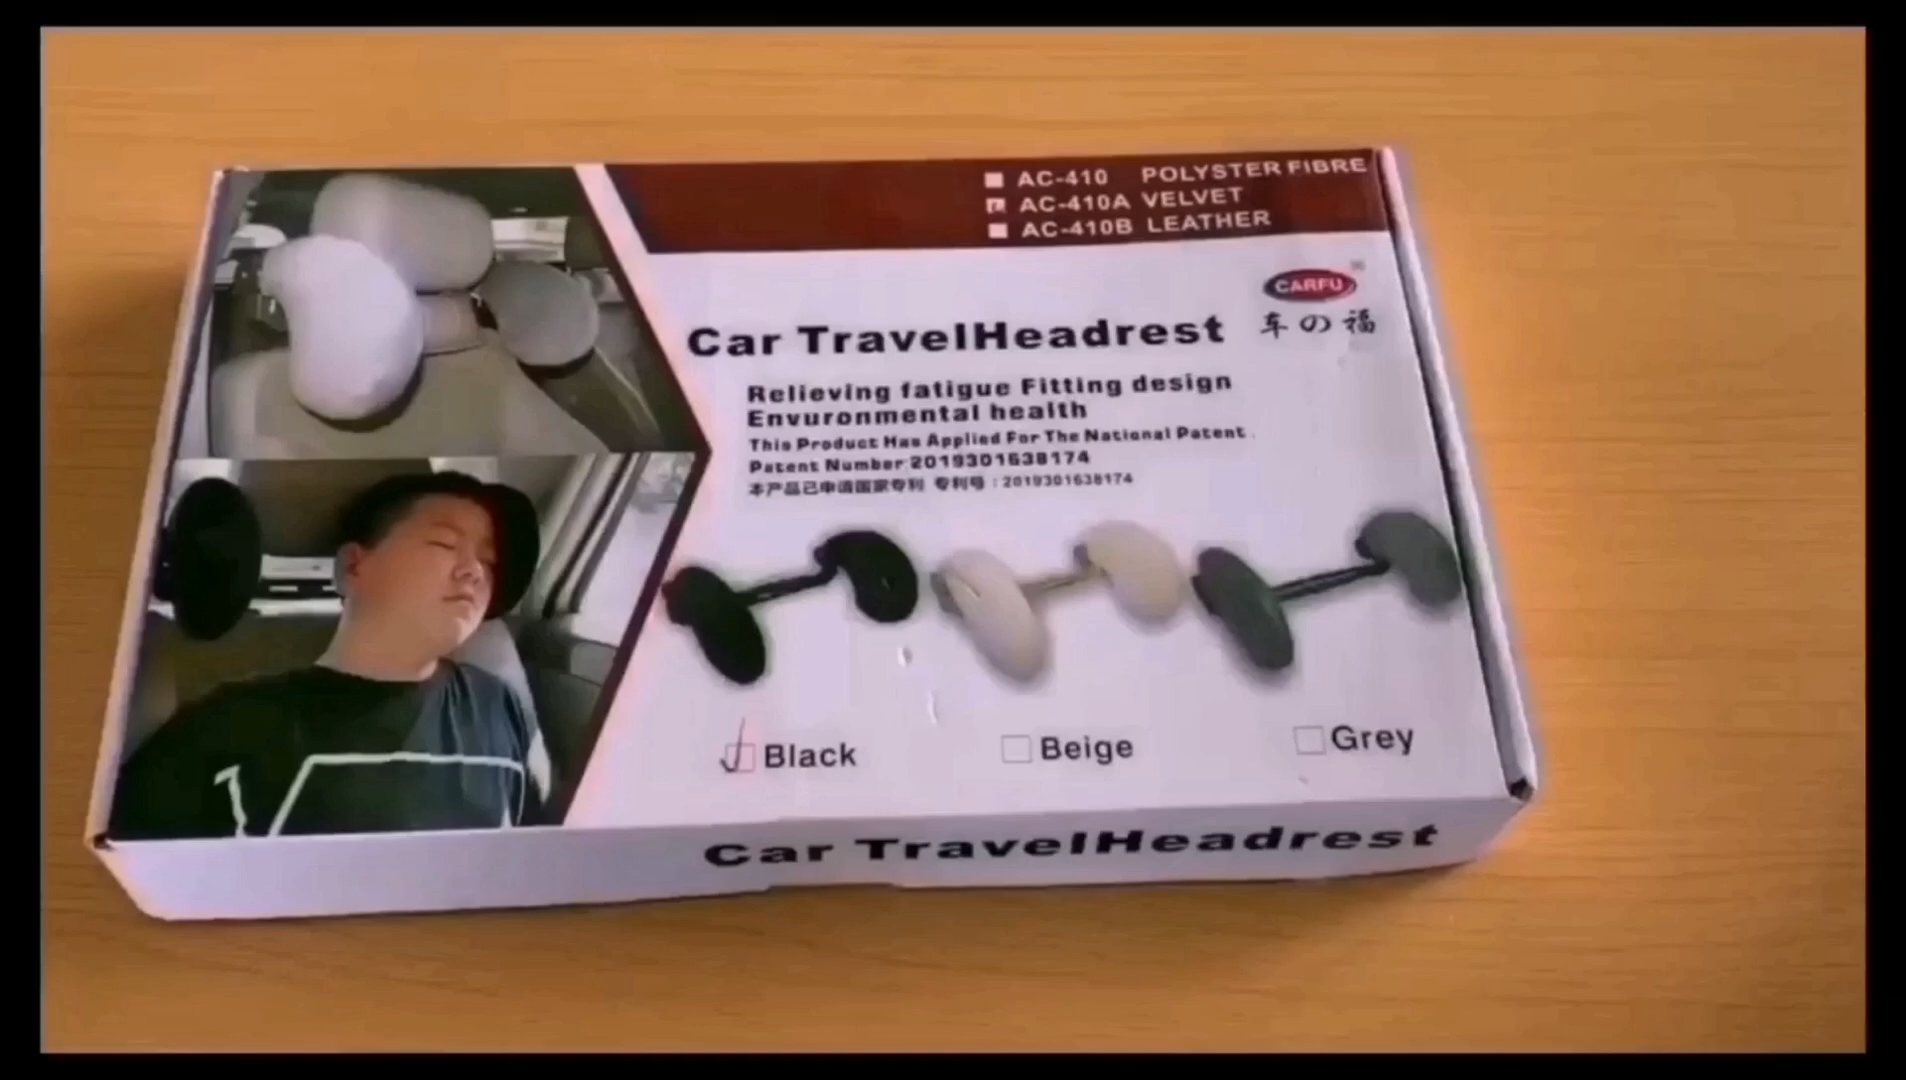 AC-410 POLYSTER FIBRE
AC-410A VELVET
AC-410B LEATHER
CARFU
车の福
Car TravelHeadrest
Relieving fatigue Fitting design
Envuronmental health
This Product Has Applied For The National Patent.
Patent Number:2019301638174
本产品已申请国家专利 专利号：2019301638174
Black
Beige
Grey
Car TravelHeadrest